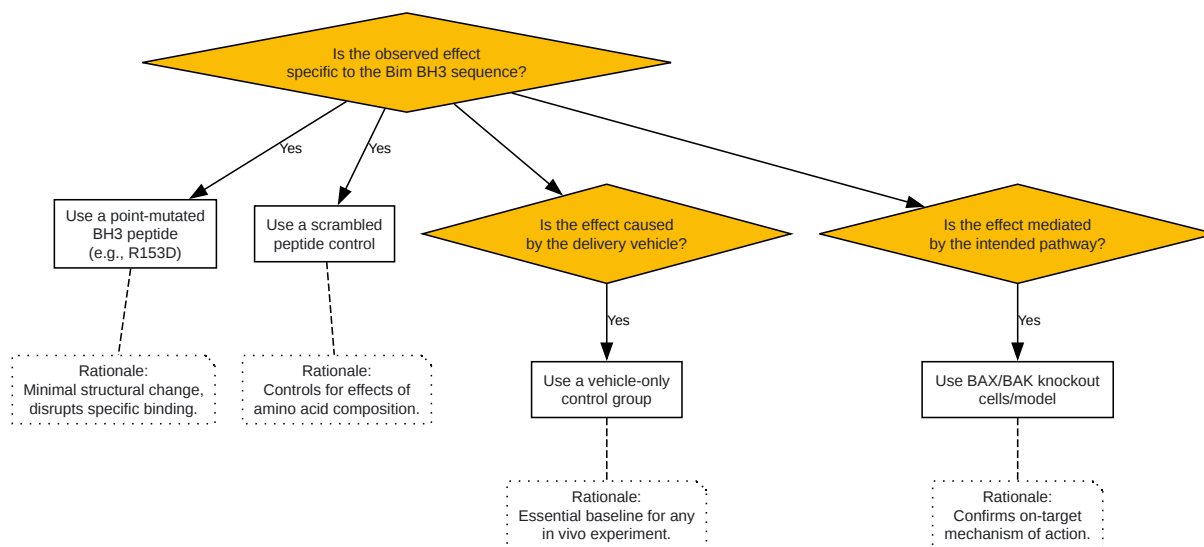 Is the observed effect
specific to the Bim BH3 sequence?
Yes
Yes
Use a point-mutated
BH3 peptide
(e.g., R153D)
Use a scrambled
peptide control
Is the effect caused
by the delivery vehicle?
Is the effect mediated
by the intended pathway?
Yes
Yes
Rationale:
Minimal structural change,
disrupts specific binding.
Rationale:
Controls for effects of
amino acid composition.
Use a vehicle-only
control group
Use BAX/BAK knockout
cells/model
Rationale:
Essential baseline for any
in vivo experiment.
Rationale:
Confirms on-target
mechanism of action.